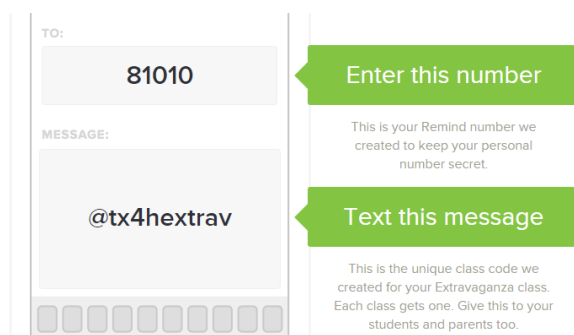 TO:
81010
Enter this number
This is your Remind number we
created to keep your personal
number secret.
MESSAGE:
@tx4hextrav
Text this message
This is the unique class code we
created for your Extravaganza class.
Each class gets one. Give this to your
students and parents too.